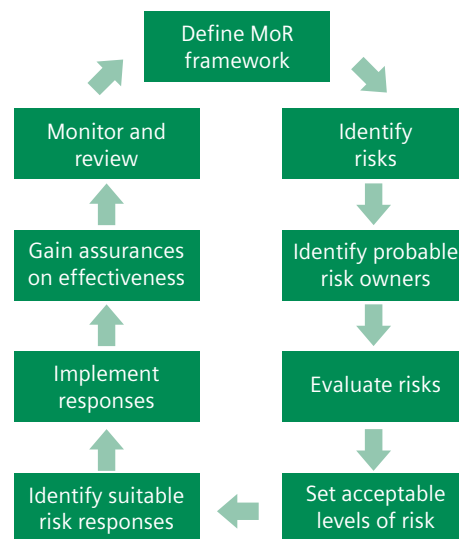 Define MoR
framework
Identify
risks
Identify probable
risk owners
Evaluate risks
Set acceptable
levels of risk
Identify suitable
risk responses
Implement
responses
Gain assurances
on effectiveness
Monitor and
review